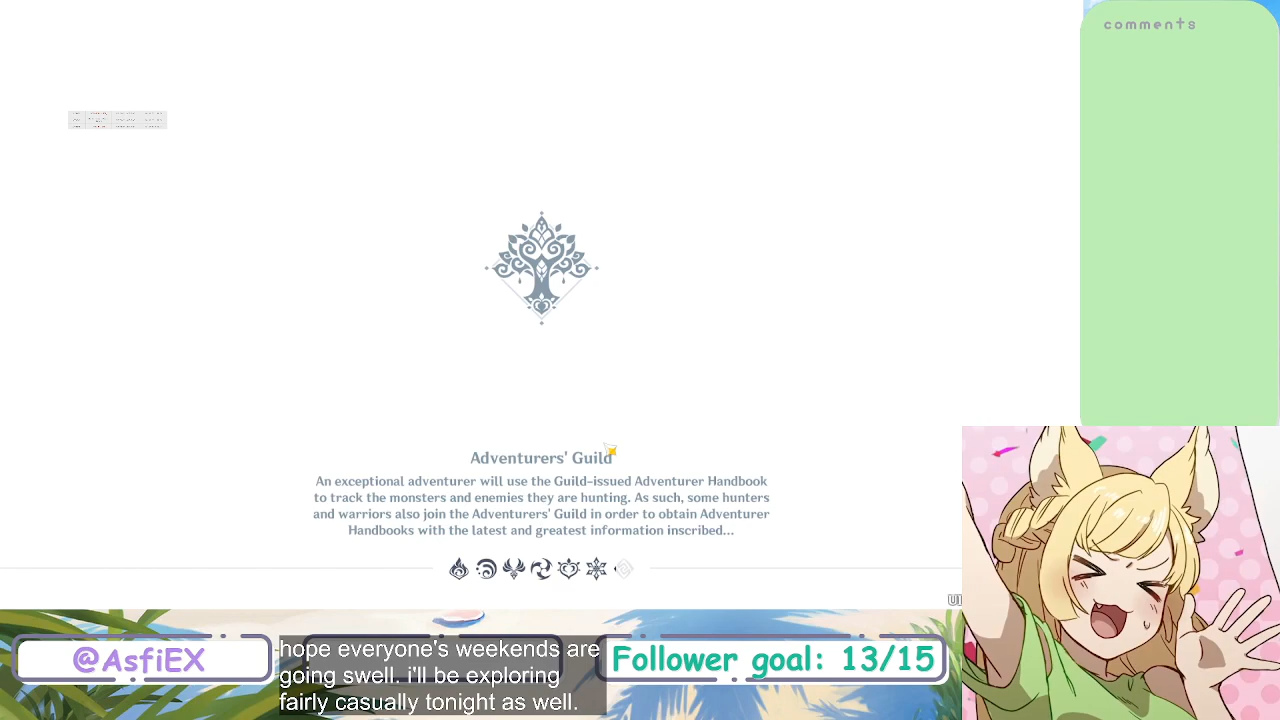 comments
Adventurers' Guild
An exceptional adventurer will use the Guild-issued Adventurer Handbook
to track the monsters and enemies they are hunting. As such, some hunters
and warriors also join the Adventurers' Guild in order to obtain Adventurer
Handbooks with the latest and greatest information inscribed...
UI
@AsfiEX
hope everyone's weekends are
going swell. i'll be exploring
fairly casually tonight as well.
Follower goal: 13/15